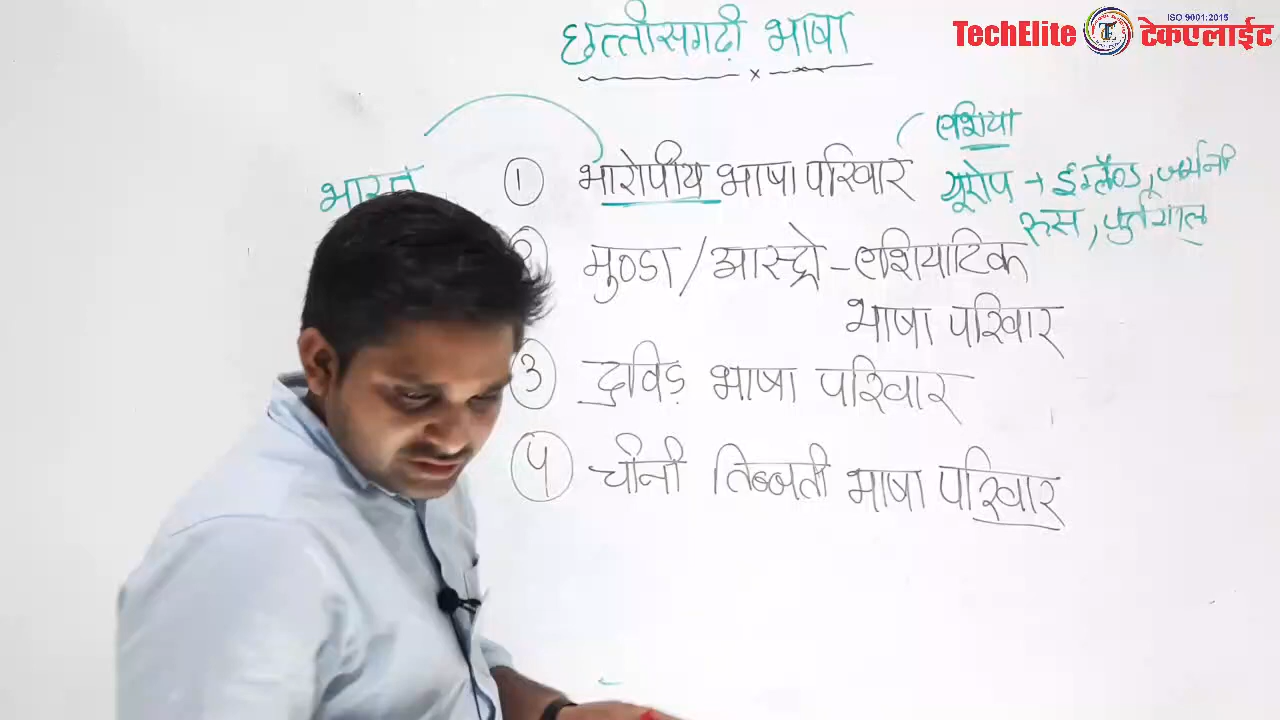 ISO 9001:2015
TechElite टेकएलाईट
छत्तीसगढ़ी भाषा
x
एशिया
भारत ① भारोपीय भाषा परिवार यूरोप → इंग्लैण्ड, जर्मनी
रूस, पुर्तगाल
मुण्डा / आस्ट्रो - एशियाटिक
भाषा परिवार
③ द्रविड़ भाषा परिवार
④ चीनी तिब्बती भाषा परिवार